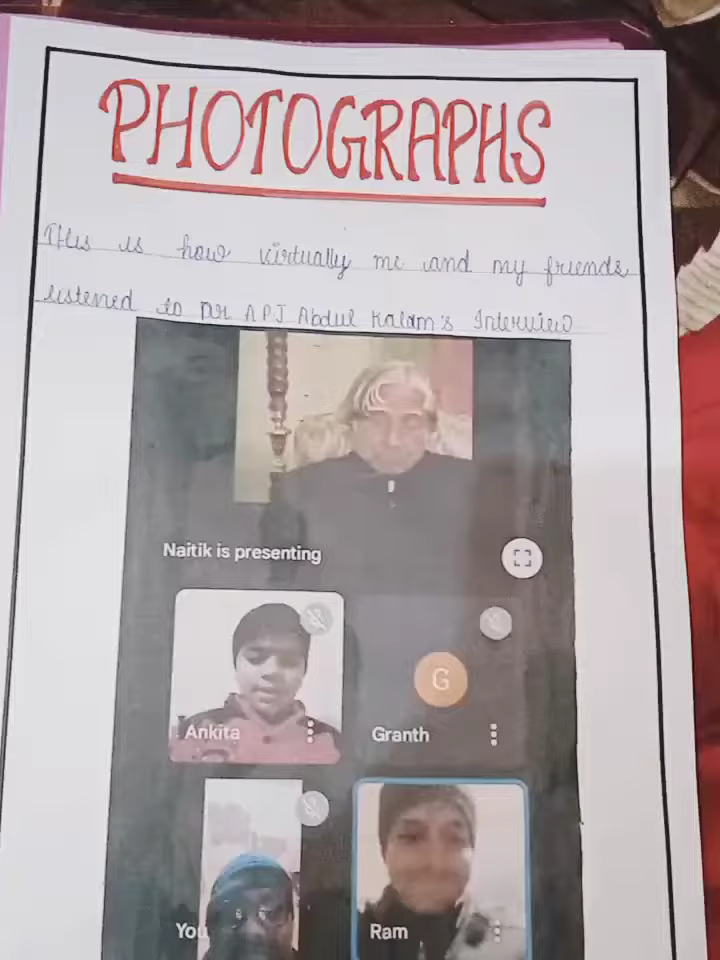 PHOTOGRAPHS
This is how virtually me and my friends
listened to Dr A P J Abdul Kalam's Interview
Naitik is presenting
G
Ankita
Granth
You
Ram